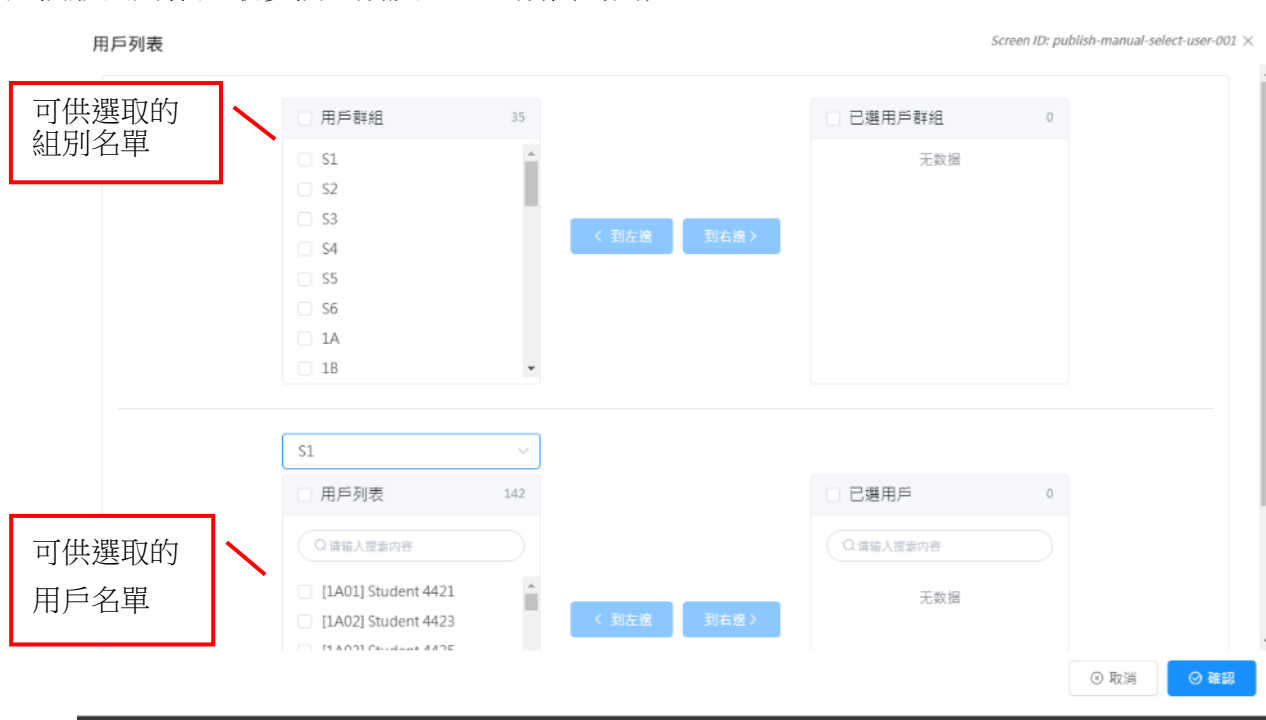 用戶列表
Screen ID: publish-manual-select-user-001
可供選取的
組別名單
用戶群組 35
S1
S2
S3
S4
S5
S6
1A
1B
到左邊
到右邊
已選用戶群組 0
无数据
S1
可供選取的
用戶名單
用戶列表 142
请输入搜索内容
[1A01] Student 4421
[1A02] Student 4423
到左邊
到右邊
已選用戶 0
请输入搜索内容
无数据
取消
確認